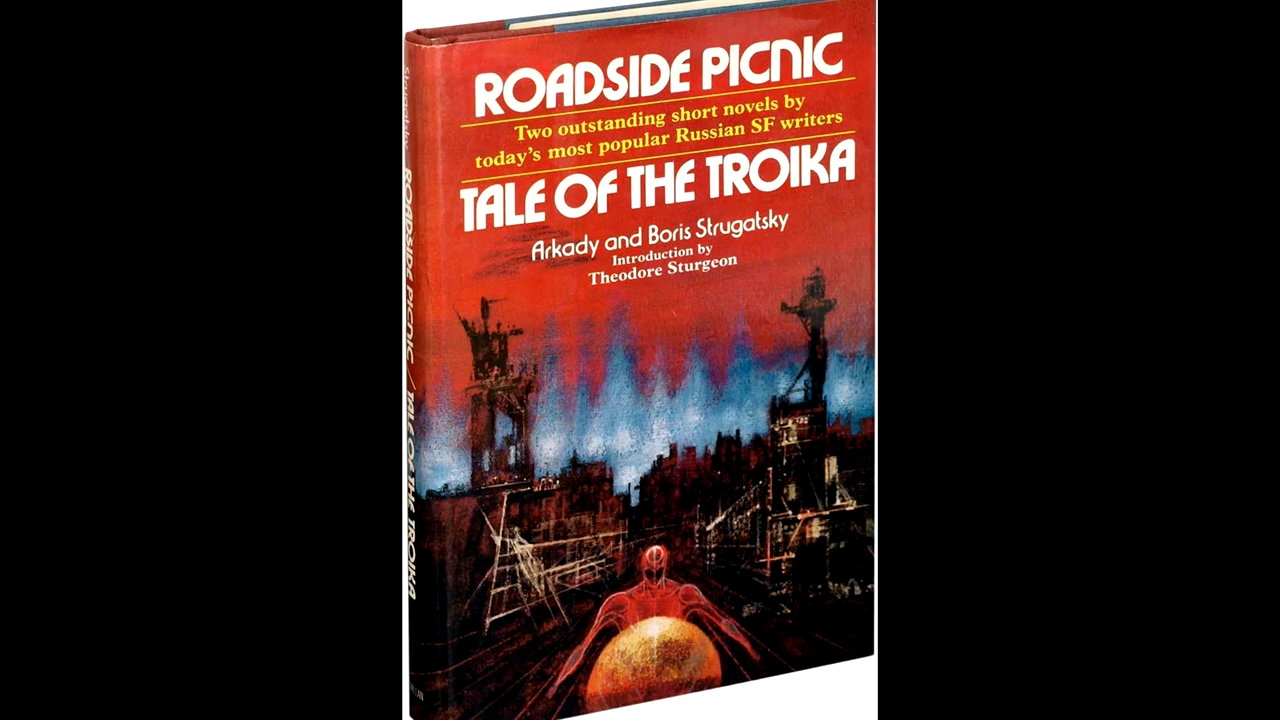 ROADSIDE PICNIC
Two outstanding short novels by
today's most popular Russian SF writers
TALE OF THE TROIKA
Arkady and Boris Strugatsky
Introduction by
Theodore Sturgeon
Strugatsky ROADSIDE PICNIC / TALE OF THE TROIKA